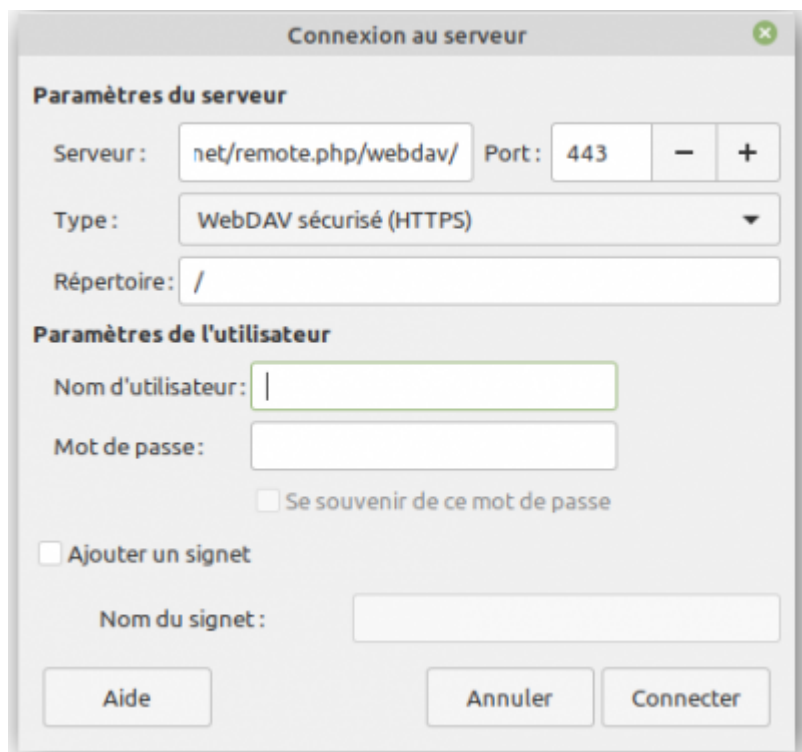 Connexion au serveur
Paramètres du serveur
Serveur : net/remote.php/webdav/ Port : 443 − +
Type : WebDAV sécurisé (HTTPS)
Répertoire : /
Paramètres de l'utilisateur
Nom d'utilisateur :
Mot de passe :
Se souvenir de ce mot de passe
Ajouter un signet
Nom du signet :
Aide Annuler Connecter